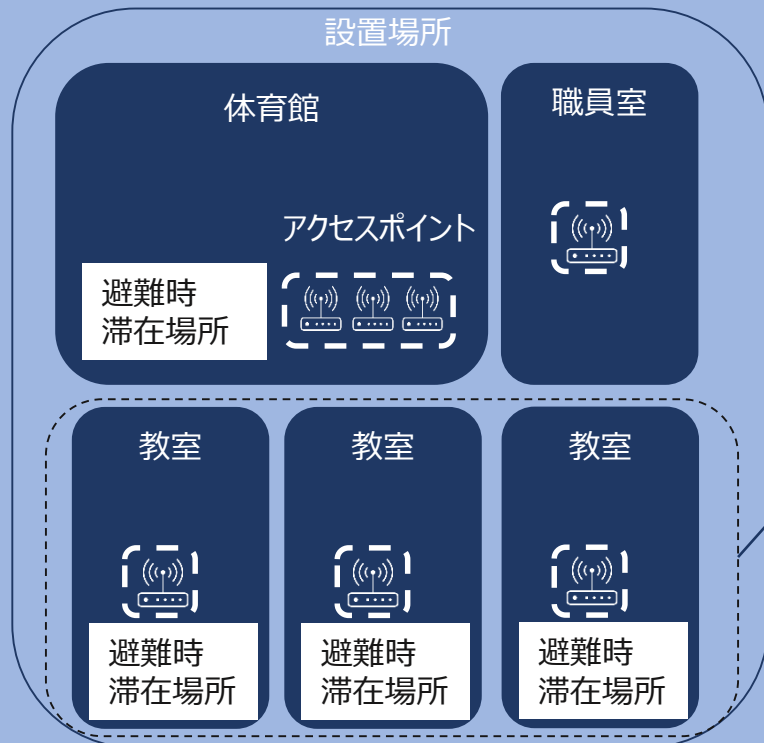 設置場所
体育館
職員室
アクセスポイント
避難時
滞在場所
教室
教室
教室
避難時
滞在場所
避難時
滞在場所
避難時
滞在場所